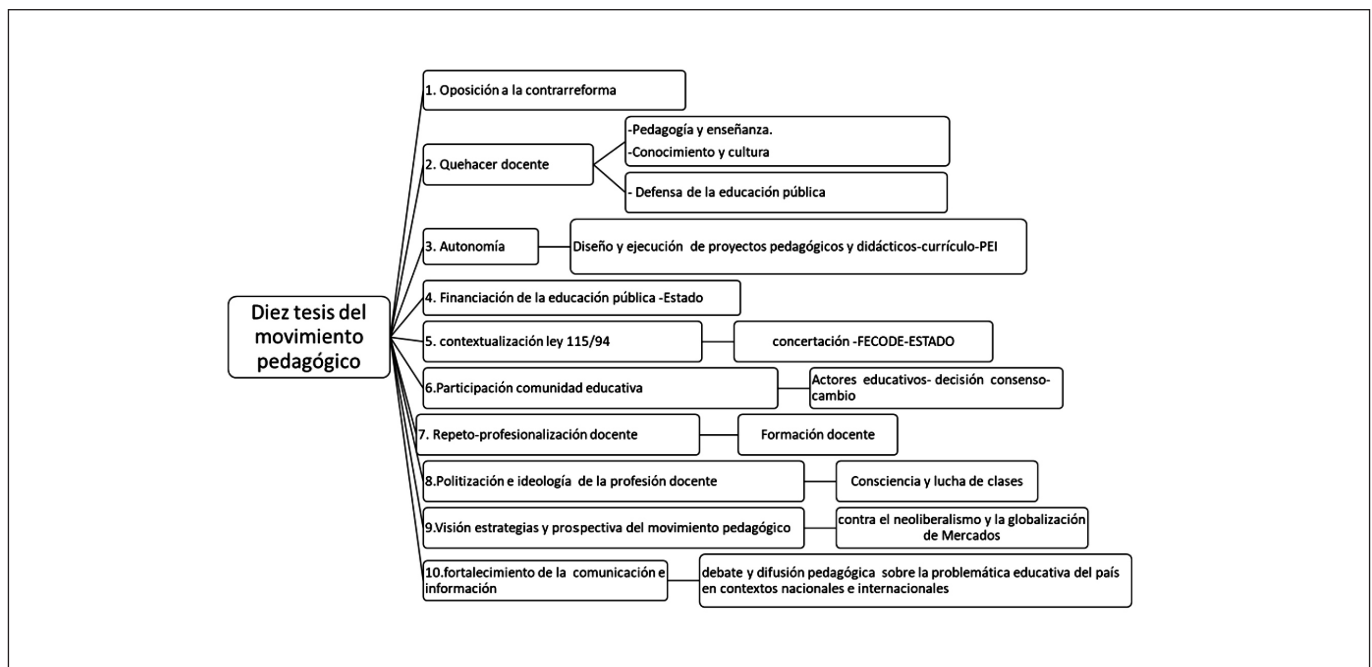 Diez tesis del
movimiento
pedagógico
1. Oposición a la contrarreforma
2. Quehacer docente
-Pedagogía y enseñanza.
-Conocimiento y cultura
- Defensa de la educación pública
3. Autonomía
Diseño y ejecución de proyectos pedagógicos y didácticos-currículo-PEI
4. Financiación de la educación pública -Estado
5. contextualización ley 115/94
concertación -FECODE-ESTADO
6.Participación comunidad educativa
Actores educativos- decisión consenso-
cambio
7. Repeto-profesionalización docente
Formación docente
8.Politización e ideología de la profesión docente
Consciencia y lucha de clases
9.Visión estrategias y prospectiva del movimiento pedagógico
contra el neoliberalismo y la globalización
de Mercados
10.fortalecimiento de la comunicación e
información
debate y difusión pedagógica sobre la problemática educativa del país
en contextos nacionales e internacionales